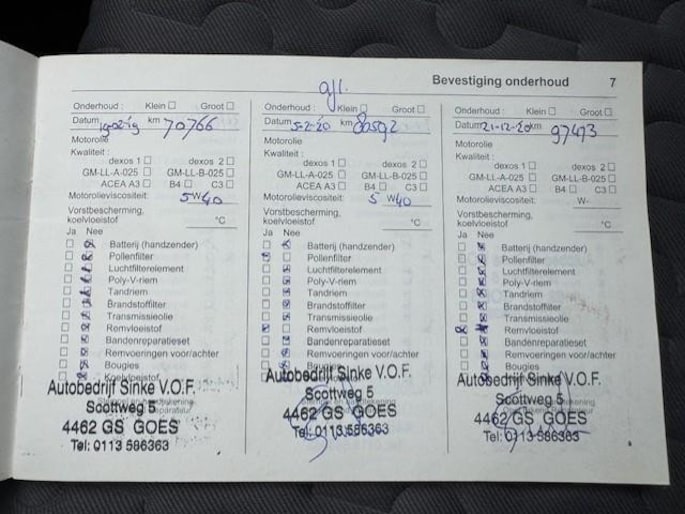 Bevestiging onderhoud 7
Onderhoud : Klein ☐ Groot ☐
Datum 19-02-19 km 70766
Motorolie
Kwaliteit :
dexos 1 ☐ dexos 2 ☐
GM-LL-A-025 ☐ GM-LL-B-025 ☐
ACEA A3 ☐ B4 ☐ C3 ☐
Motorolieviscositeit: 5W40
Vorstbescherming,
koelvloeistof °C
Ja Nee
Batterij (handzender)
Pollenfilter
Luchtfilterelement
Poly-V-riem
Tandriem
Brandstoffilter
Transmissieolie
Remvloeistof
Bandenreparatieset
Remvoeringen voor/achter
Bougies
Koelvloeistof
Autobedrijf Sinke V.O.F.
Scottweg 5
4462 GS GOES
Tel: 0113 586363
Onderhoud : Klein ☐ Groot ☐
Datum 5-2-20 km 80592
Motorolie
Kwaliteit :
dexos 1 ☐ dexos 2 ☐
GM-LL-A-025 ☐ GM-LL-B-025 ☐
ACEA A3 ☐ B4 ☐ C3 ☐
Motorolieviscositeit: 5 W40
Vorstbescherming,
koelvloeistof °C
Ja Nee
Batterij (handzender)
Pollenfilter
Luchtfilterelement
Poly-V-riem
Tandriem
Brandstoffilter
Transmissieolie
Remvloeistof
Bandenreparatieset
Remvoeringen voor/achter
Bougies
Autobedrijf Sinke V.O.F.
Scottweg 5
4462 GS GOES
Tel: 0113 586363
Onderhoud : Klein ☐ Groot ☐
Datum 21-12-20 km 97473
Motorolie
Kwaliteit :
dexos 1 ☐ dexos 2 ☐
GM-LL-A-025 ☐ GM-LL-B-025 ☐
ACEA A3 ☐ B4 ☐ C3 ☐
Motorolieviscositeit: W-
Vorstbescherming,
koelvloeistof °C
Ja Nee
Batterij (handzender)
Pollenfilter
Luchtfilterelement
Poly-V-riem
Tandriem
Brandstoffilter
Transmissieolie
Remvloeistof
Bandenreparatieset
Remvoeringen voor/achter
Bougies
Autobedrijf Sinke V.O.F.
Scottweg 5
4462 GS GOES
Tel: 0113 586363